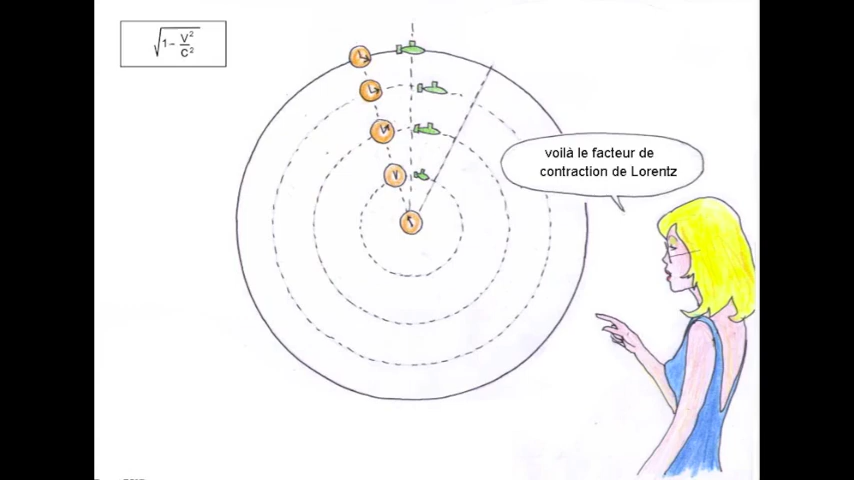 √1 - V²/C²
voilà le facteur de
contraction de Lorentz